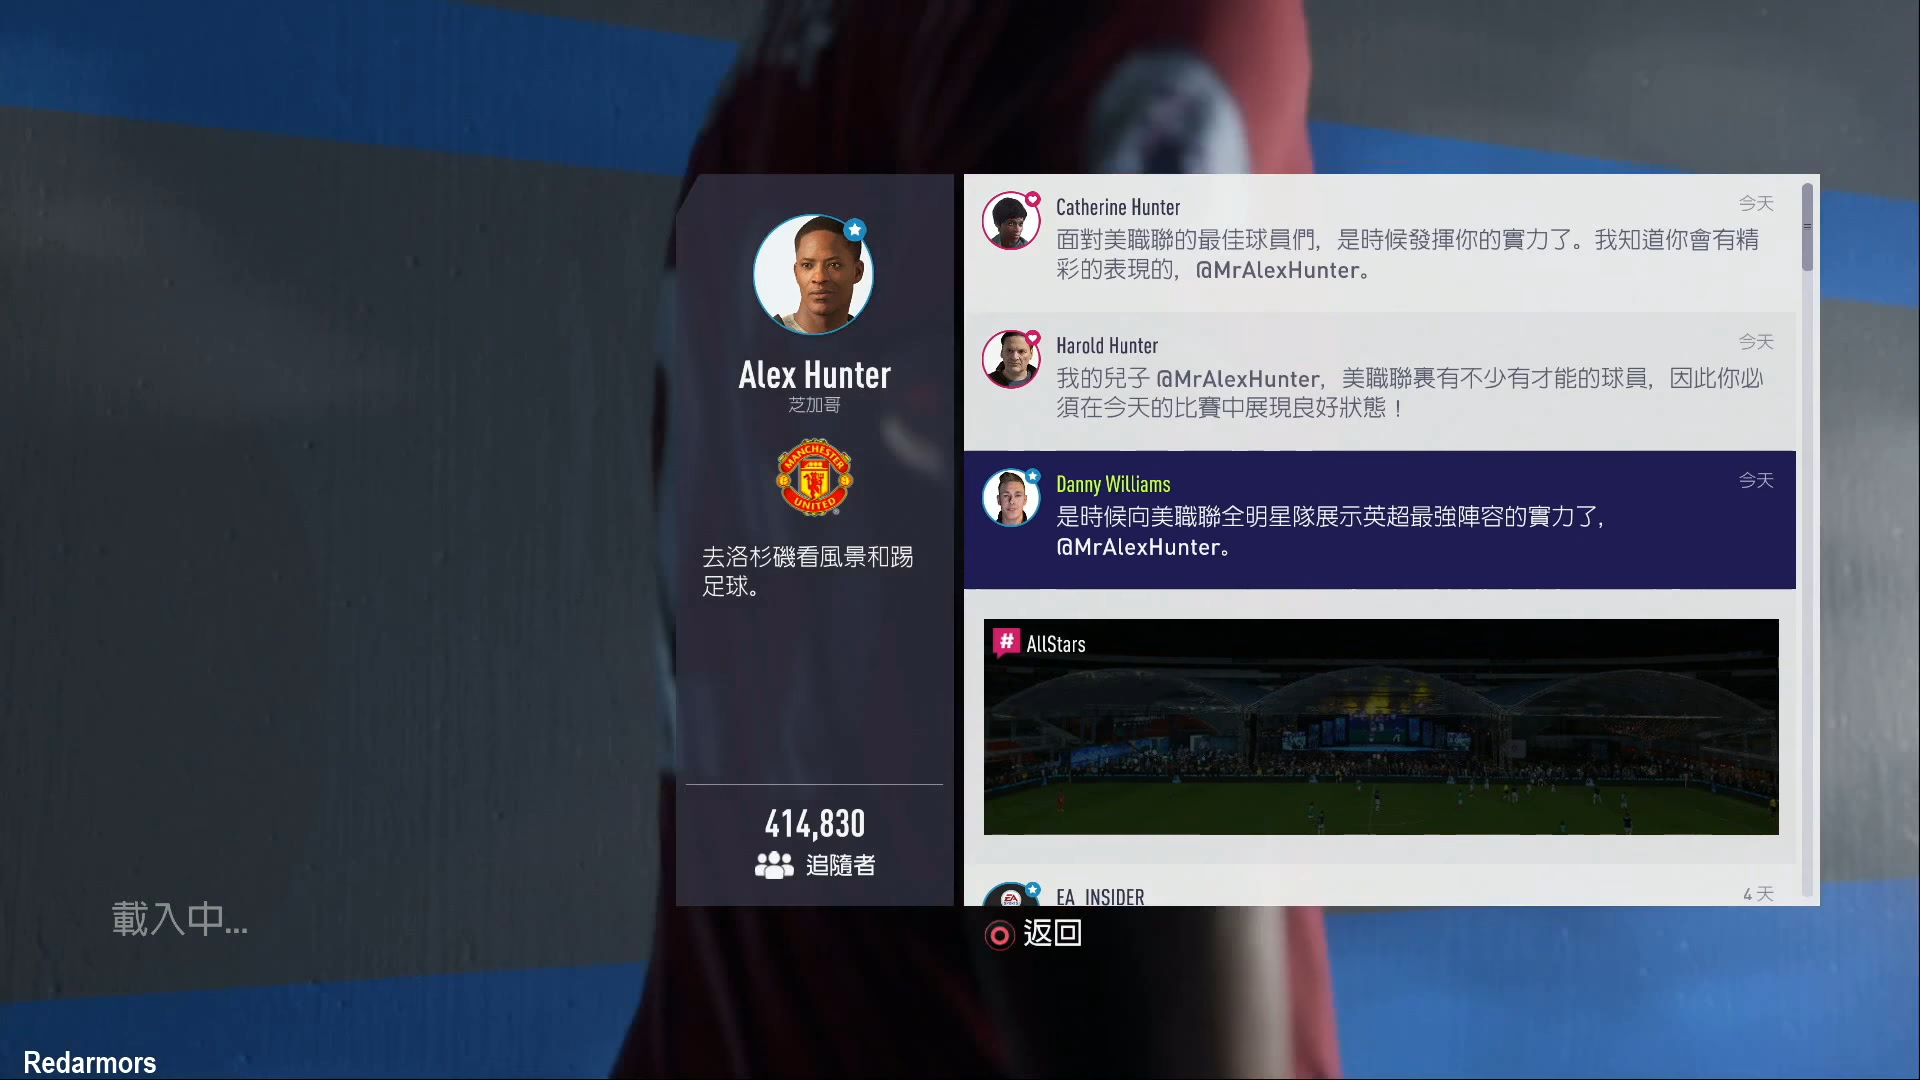 Alex Hunter
芝加哥
MANCHESTER
UNITED
去洛杉磯看風景和踢
足球。
414,830
追隨者
Catherine Hunter
今天
面對美職聯的最佳球員們，是時候發揮你的實力了。我知道你會有精
彩的表現的，@MrAlexHunter。
Harold Hunter
今天
我的兒子 @MrAlexHunter，美職聯裏有不少有才能的球員，因此你必
須在今天的比賽中展現良好狀態！
Danny Williams
今天
是時候向美職聯全明星隊展示英超最強陣容的實力了，
@MrAlexHunter。
# AllStars
EA_INSIDER
4 天
返回
載入中...
Redarmors